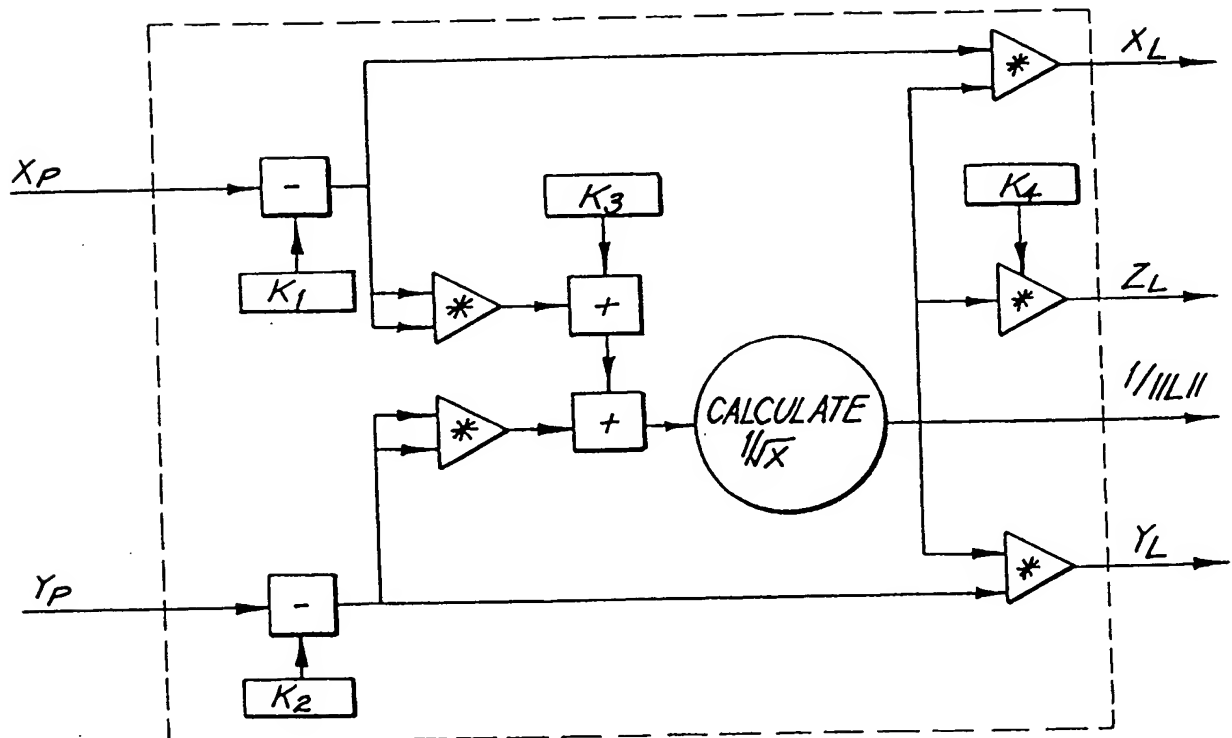 X_L
*
X_P
-
K_3
K_4
K_1
*
+
*
Z_L
1/||L||
*
+
CALCULATE
1/√X
Y_P
-
*
Y_L
K_2